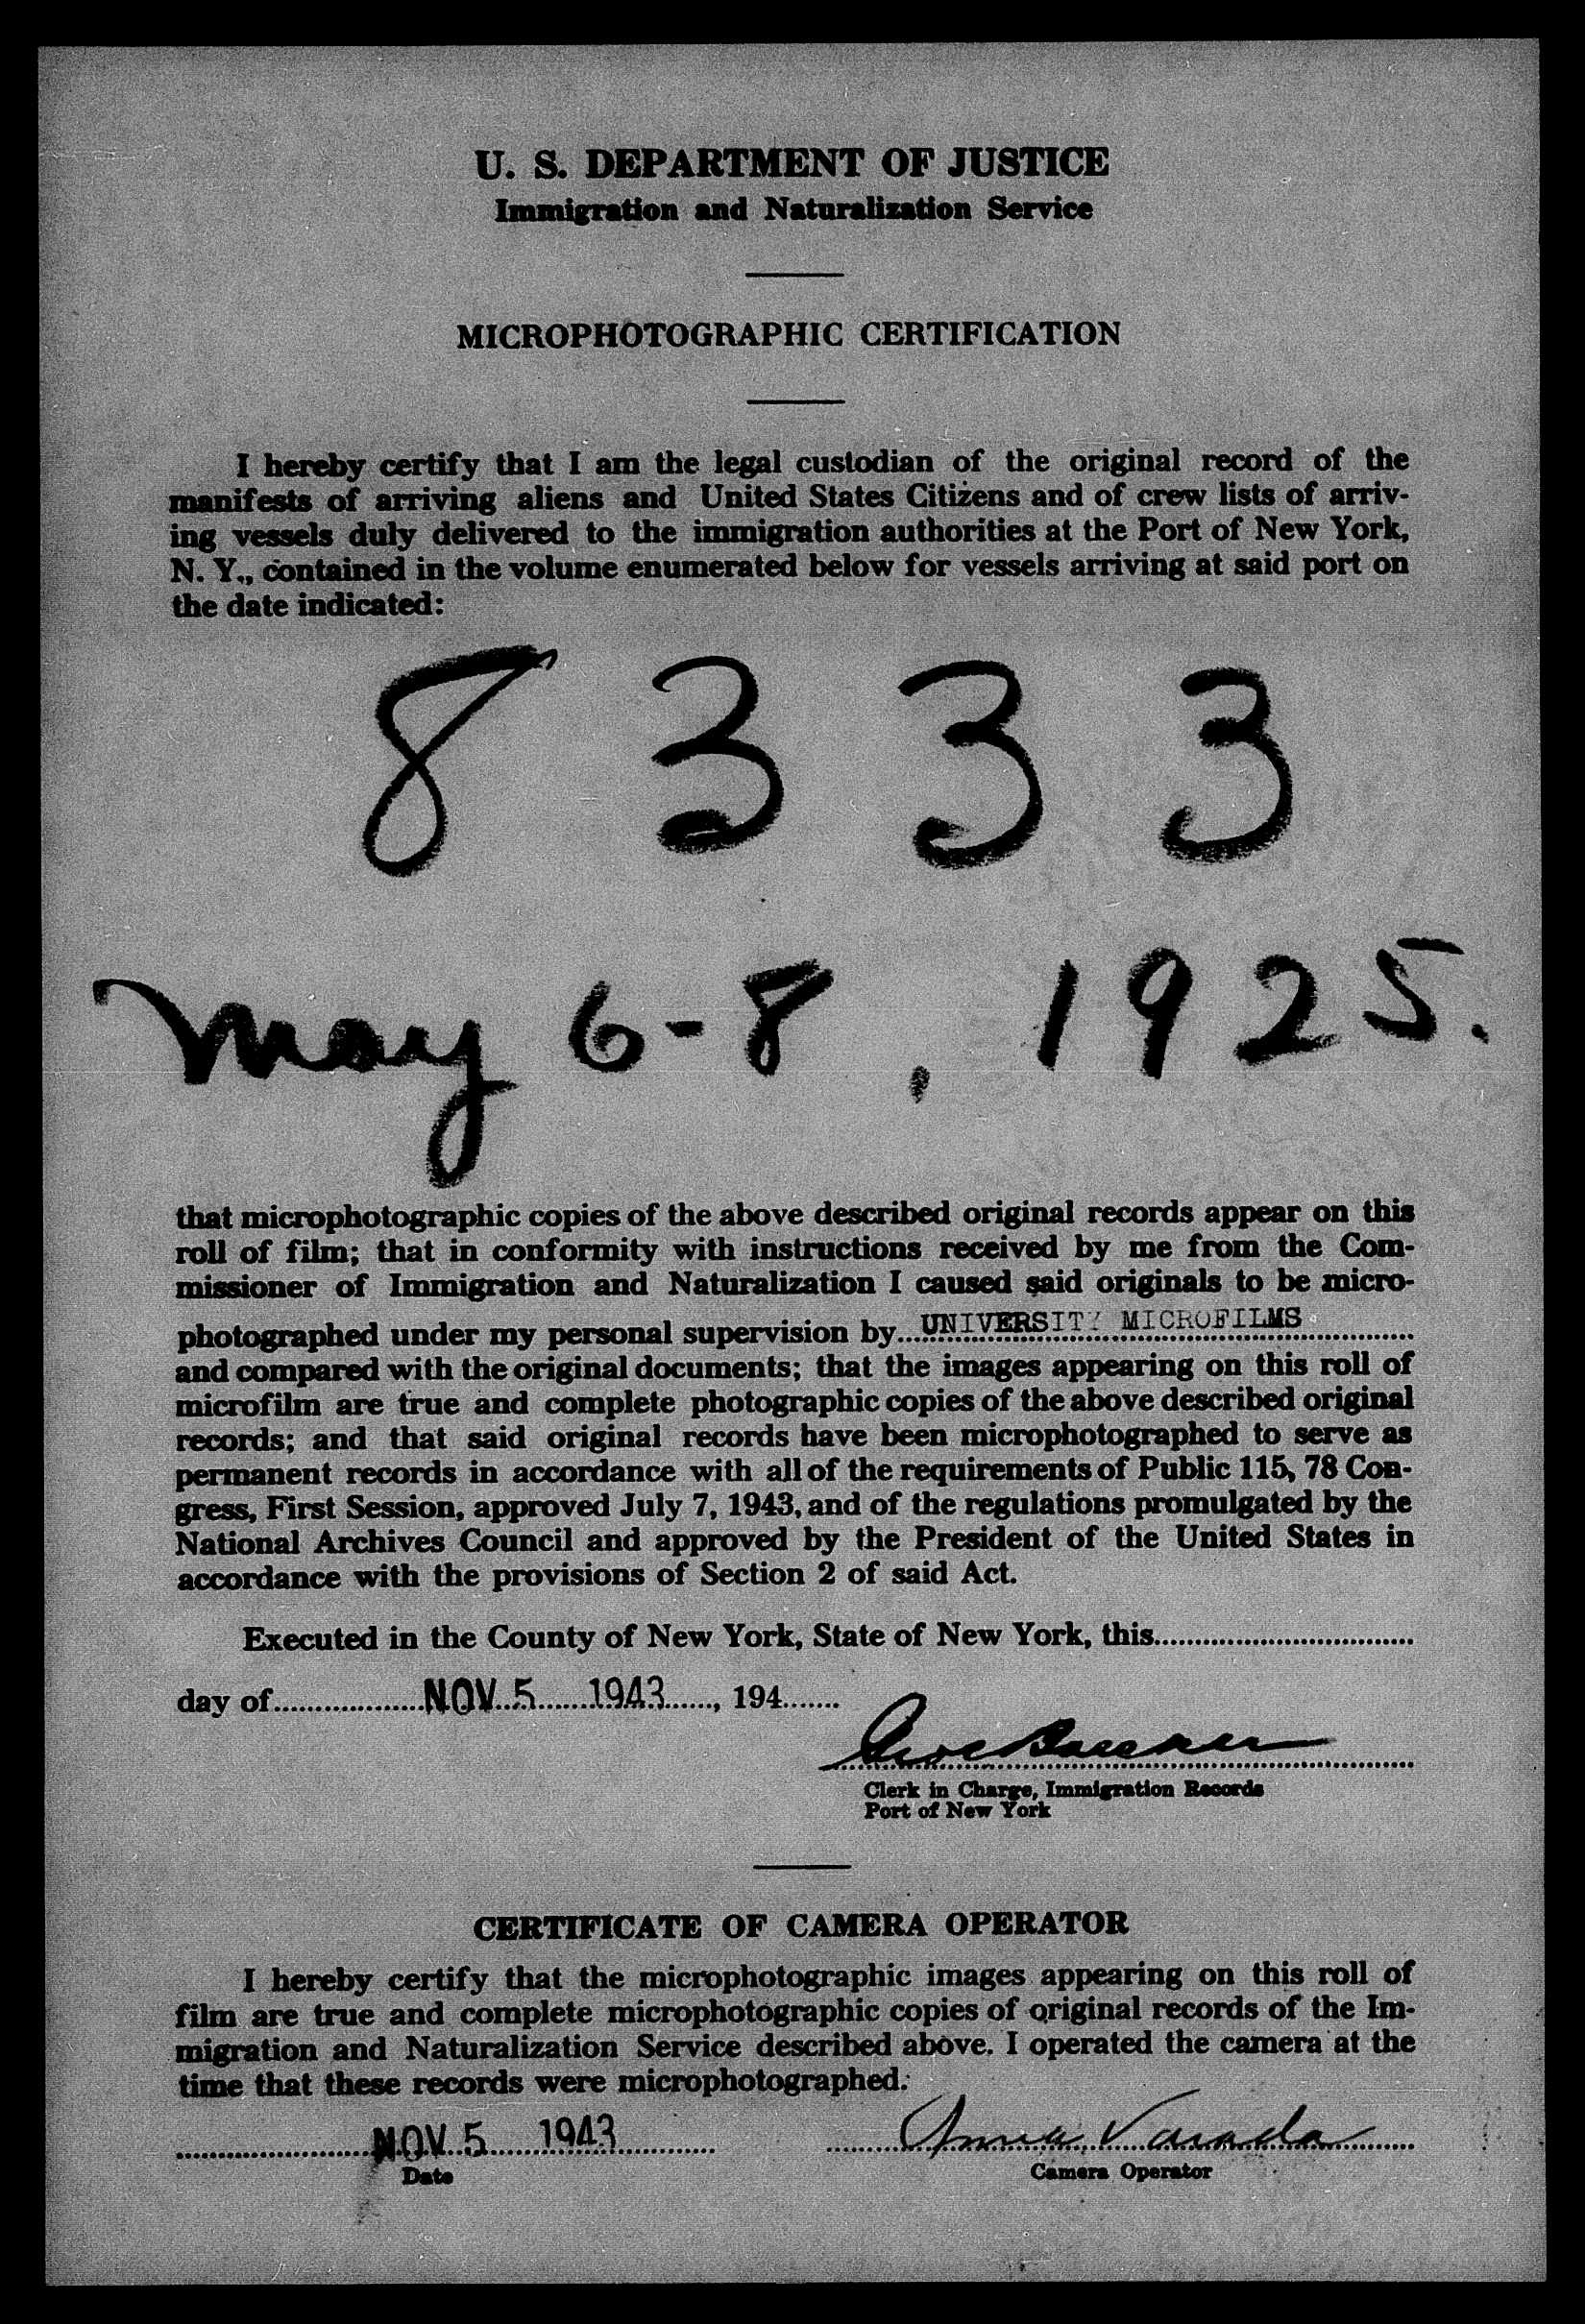 U. S. DEPARTMENT OF JUSTICE
Immigration and Naturalization Service
MICROPHOTOGRAPHIC CERTIFICATION
I hereby certify that I am the legal custodian of the original record of the
manifests of arriving aliens and United States Citizens and of crew lists of arriv-
ing vessels duly delivered to the immigration authorities at the Port of New York,
N. Y., contained in the volume enumerated below for vessels arriving at said port on
the date indicated:
8 3 3 3
May 6-8, 1925.
that microphotographic copies of the above described original records appear on this
roll of film; that in conformity with instructions received by me from the Com-
missioner of Immigration and Naturalization I caused said originals to be micro-
photographed under my personal supervision by UNIVERSITY MICROFILMS
and compared with the original documents; that the images appearing on this roll of
microfilm are true and complete photographic copies of the above described original
records; and that said original records have been microphotographed to serve as
permanent records in accordance with all of the requirements of Public 115, 78 Con-
gress, First Session, approved July 7, 1943, and of the regulations promulgated by the
National Archives Council and approved by the President of the United States in
accordance with the provisions of Section 2 of said Act.
Executed in the County of New York, State of New York, this
day of NOV 5 1943, 194
Clerk in Charge, Immigration Records
Port of New York
CERTIFICATE OF CAMERA OPERATOR
I hereby certify that the microphotographic images appearing on this roll of
film are true and complete microphotographic copies of original records of the Im-
migration and Naturalization Service described above. I operated the camera at the
time that these records were microphotographed.
NOV 5 1943 Anna
Date Camera Operator